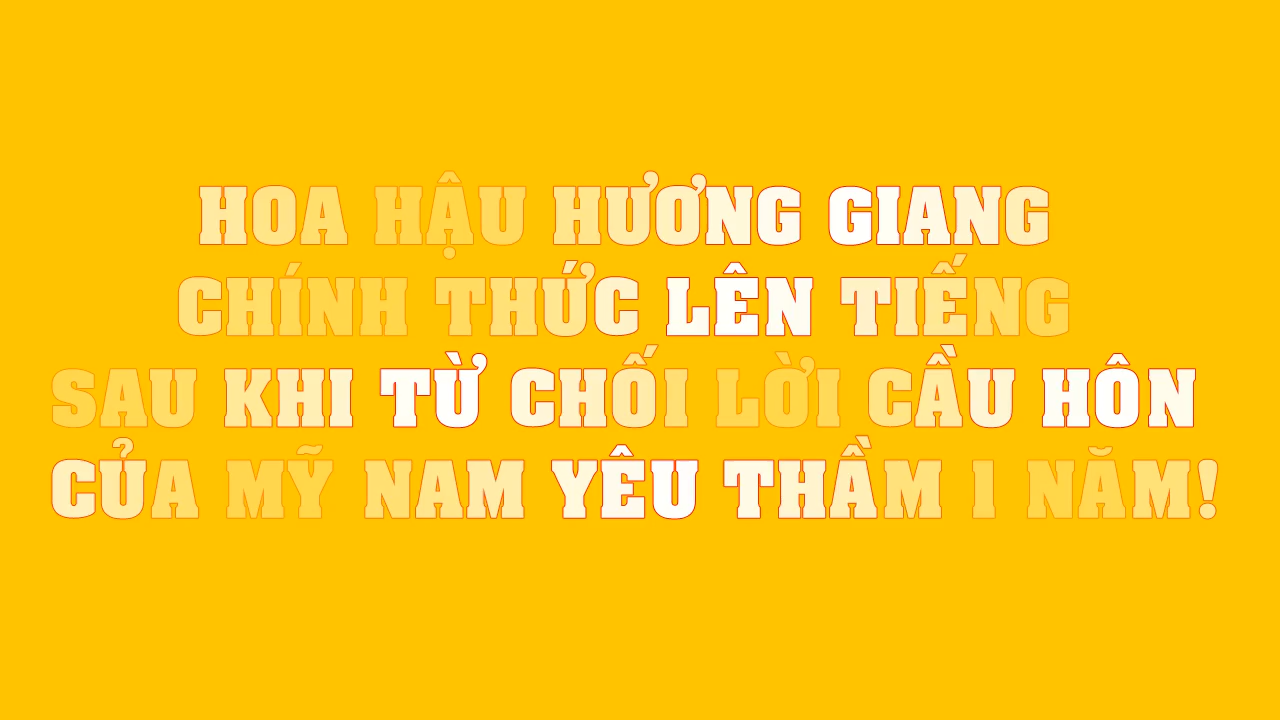 HOA HẬU HƯƠNG GIANG
CHÍNH THỨC LÊN TIẾNG
SAU KHI TỪ CHỐI LỜI CẦU HÔN
CỦA MỸ NAM YÊU THẦM 1 NĂM!